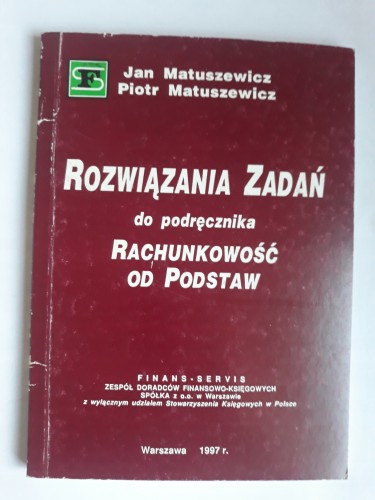 F
Jan Matuszewicz
Piotr Matuszewicz
ROZWIĄZANIA ZADAŃ
do podręcznika
RACHUNKOWOŚĆ
OD PODSTAW
FINANS-SERVIS
ZESPÓŁ DORADCÓW FINANSOWO-KSIĘGOWYCH
SPÓŁKA z o.o. w Warszawie
z wyłącznym udziałem Stowarzyszenia Księgowych w Polsce
Warszawa 1997 r.